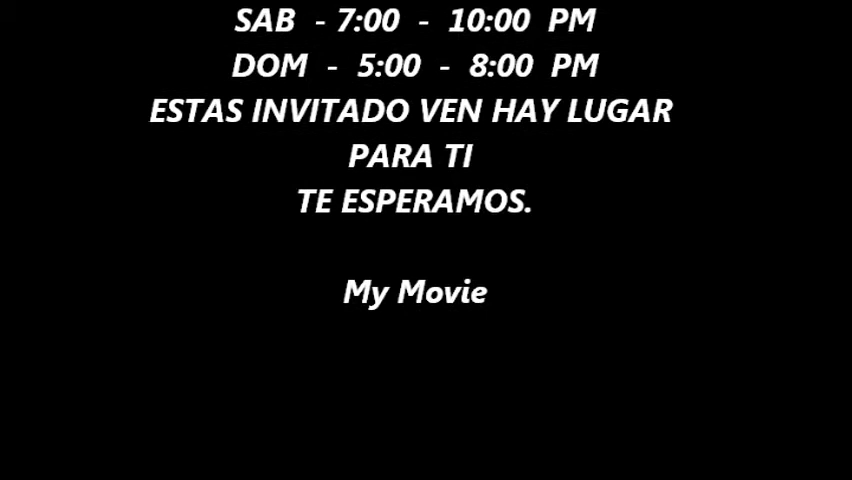 SAB - 7:00 - 10:00 PM
DOM - 5:00 - 8:00 PM
ESTAS INVITADO VEN HAY LUGAR
PARA TI
TE ESPERAMOS.
My Movie